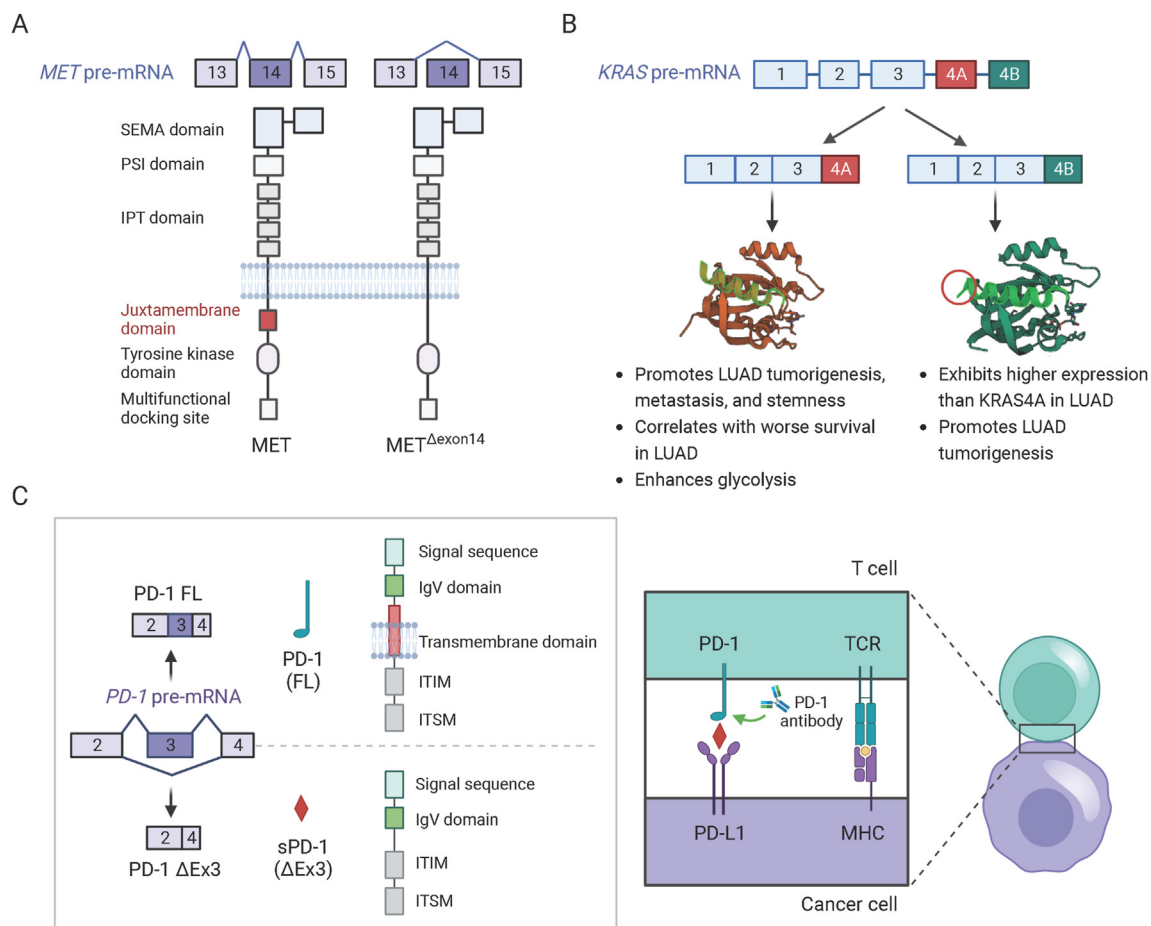 A
MET pre-mRNA
13
14
15
13
14
15
SEMA domain
PSI domain
IPT domain
Juxtamembrane
domain
Tyrosine kinase
domain
Multifunctional
docking site
MET
METΔexon14
B
KRAS pre-mRNA
1
2
3
4A
4B
1
2
3
4A
1
2
3
4B
• Promotes LUAD tumorigenesis,
metastasis, and stemness
• Correlates with worse survival
in LUAD
• Enhances glycolysis
• Exhibits higher expression
than KRAS4A in LUAD
• Promotes LUAD
tumorigenesis
C
PD-1 FL
2
3
4
PD-1 pre-mRNA
2
3
4
2
4
PD-1 ΔEx3
PD-1
(FL)
Signal sequence
IgV domain
Transmembrane domain
ITIM
ITSM
sPD-1
(ΔEx3)
Signal sequence
IgV domain
ITIM
ITSM
T cell
PD-1
TCR
PD-1
antibody
PD-L1
MHC
Cancer cell